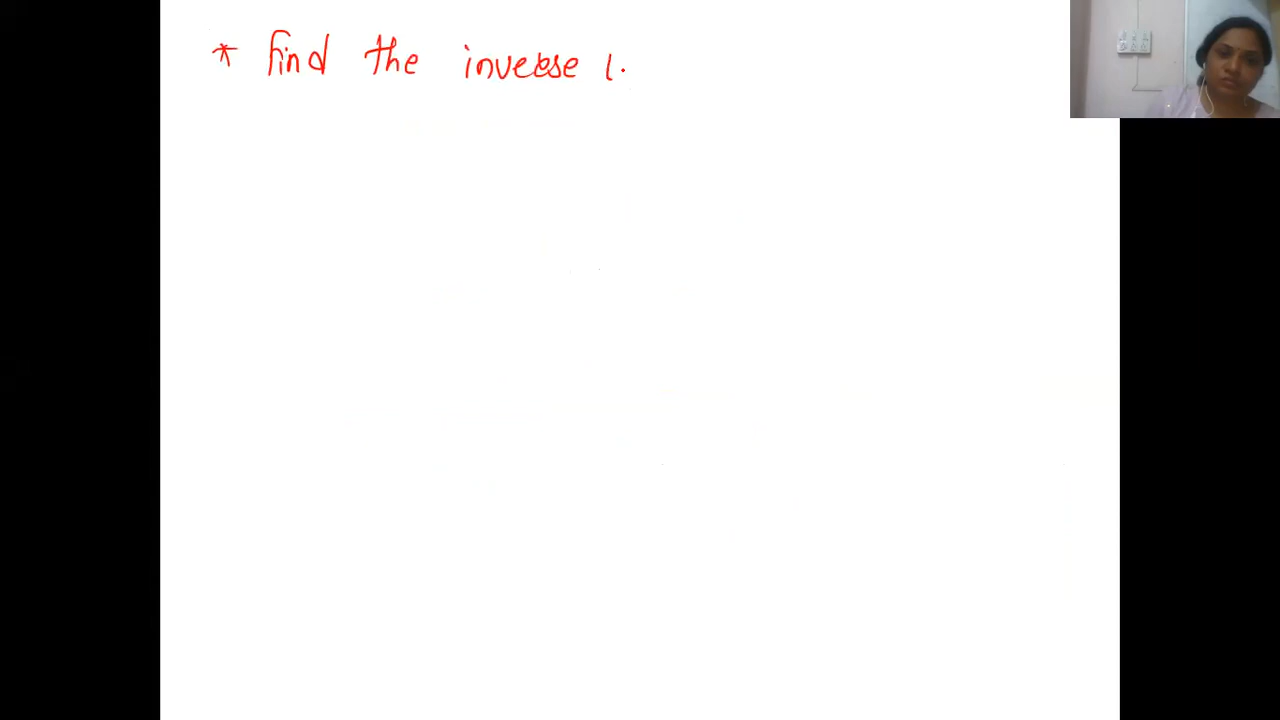 * find the inverse